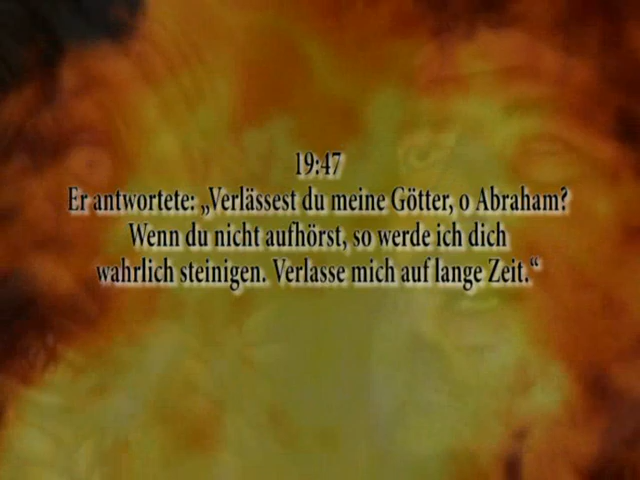 19:47
Er antwortete: „Verlässest du meine Götter, o Abraham?
Wenn du nicht aufhörst, so werde ich dich
wahrlich steinigen. Verlasse mich auf lange Zeit.“